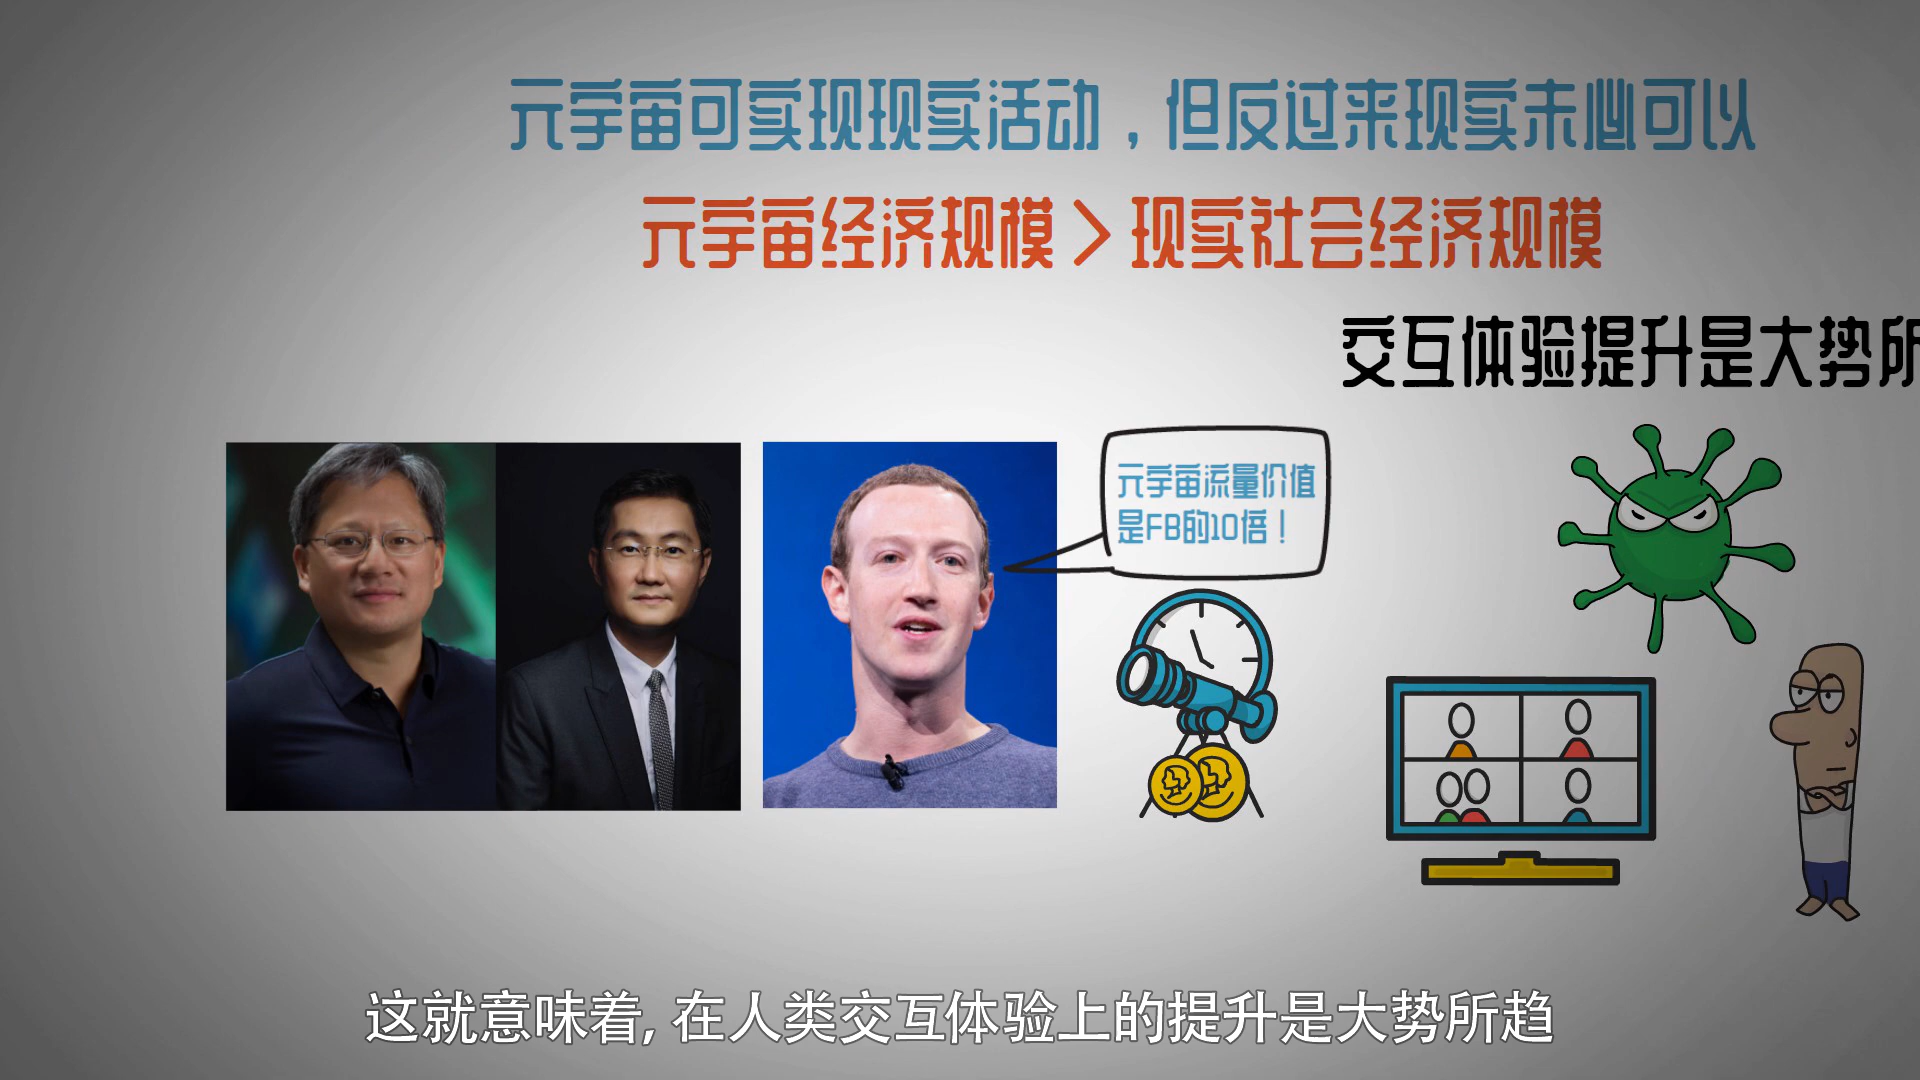 元宇宙可实现现实活动，但反过来现实未必可以
元宇宙经济规模＞现实社会经济规模
交互体验提升是大势所
元宇宙流量价值
是FB的10倍！
这就意味着, 在人类交互体验上的提升是大势所趋